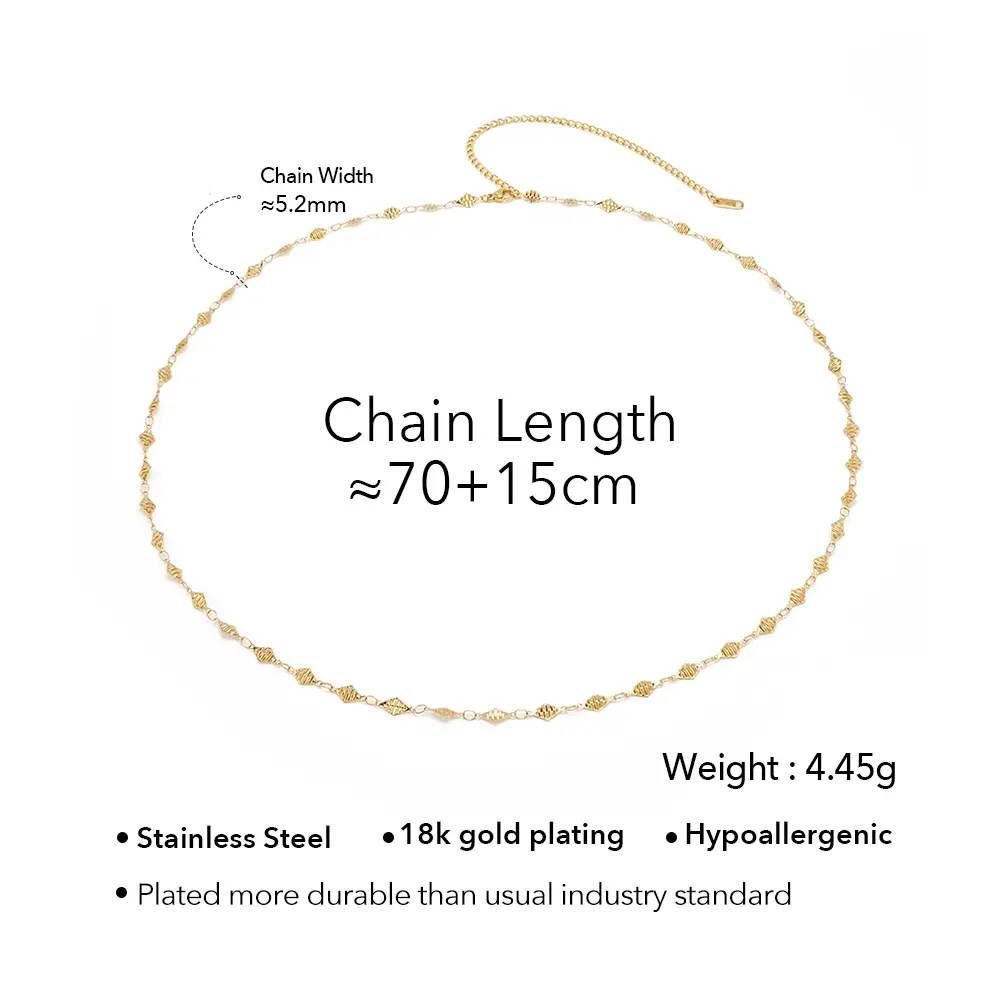 Chain Width
≈5.2mm
Chain Length
≈70+15cm
Weight : 4.45g
• Stainless Steel • 18k gold plating • Hypoallergenic
• Plated more durable than usual industry standard